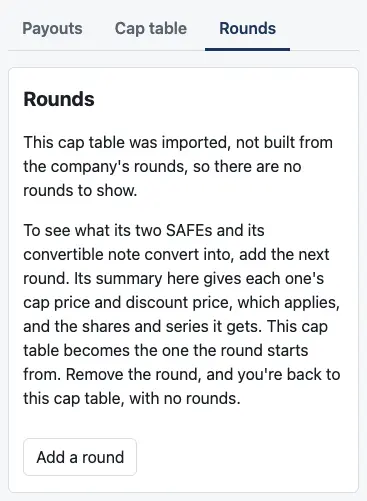 Payouts Cap table Rounds
Rounds
This cap table was imported, not built from
the company's rounds, so there are no
rounds to show.
To see what its two SAFEs and its
convertible note convert into, add the next
round. Its summary here gives each one's
cap price and discount price, which applies,
and the shares and series it gets. This cap
table becomes the one the round starts
from. Remove the round, and you're back to
this cap table, with no rounds.
Add a round